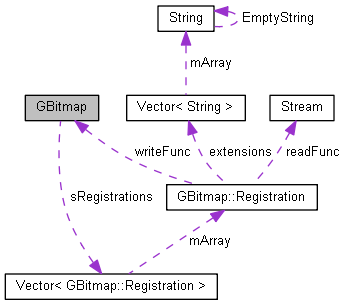 String
EmptyString
mArray
GBitmap
Vector< String >
Stream
writeFunc
extensions
readFunc
sRegistrations
GBitmap::Registration
mArray
Vector< GBitmap::Registration >